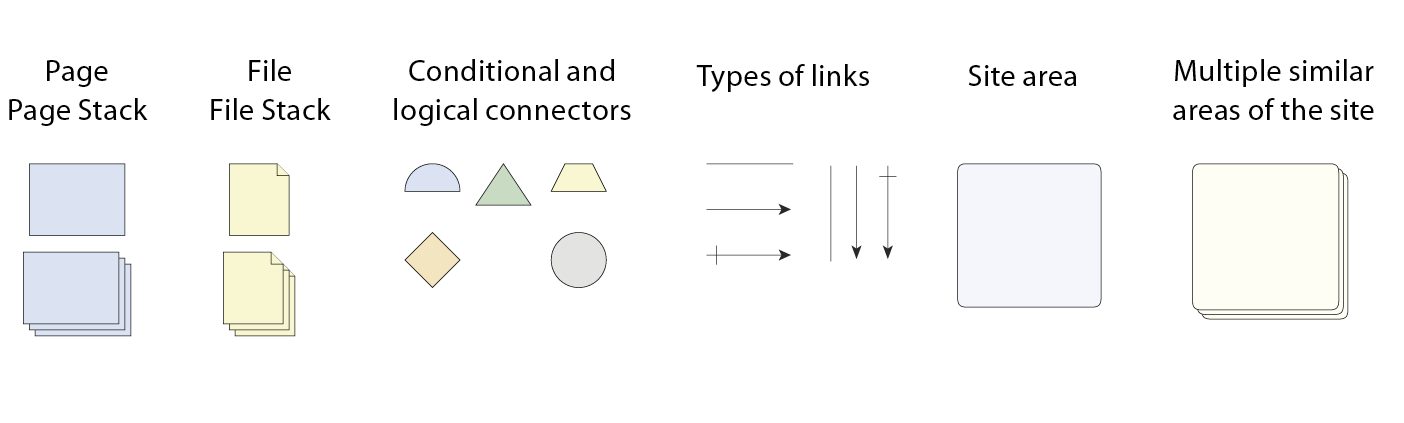 Page
Page Stack
File
File Stack
Conditional and
logical connectors
Types of links
Site area
Multiple similar
areas of the site